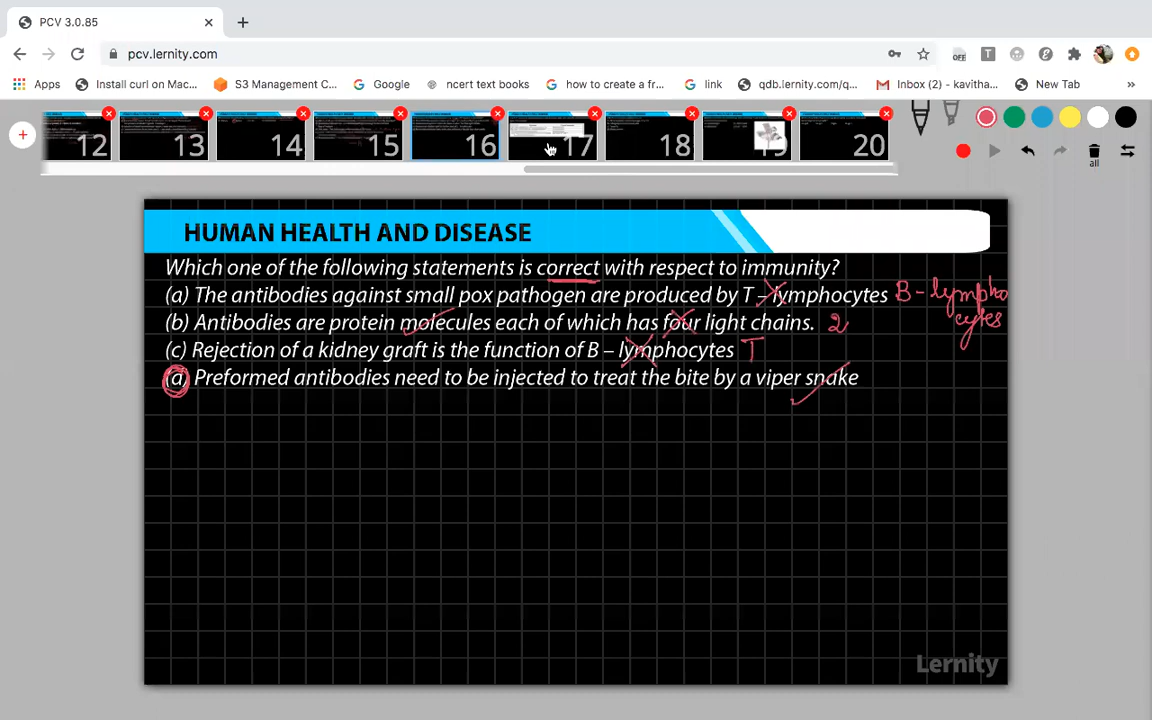 PCV 3.0.85
pcv.lernity.com
OFF
T
Apps
Install curl on Mac...
S3 Management C...
Google
ncert text books
how to create a fr...
link
qdb.lernity.com/q...
Inbox (2) - kavitha...
New Tab
»
12
13
14
15
16
17
18
19
20
all
HUMAN HEALTH AND DISEASE
Which one of the following statements is correct with respect to immunity?
(a) The antibodies against small pox pathogen are produced by T – lymphocytes B - lympho
cytes
(b) Antibodies are protein molecules each of which has four light chains. 2
(c) Rejection of a kidney graft is the function of B – lymphocytes T
(a) Preformed antibodies need to be injected to treat the bite by a viper snake
Lernity